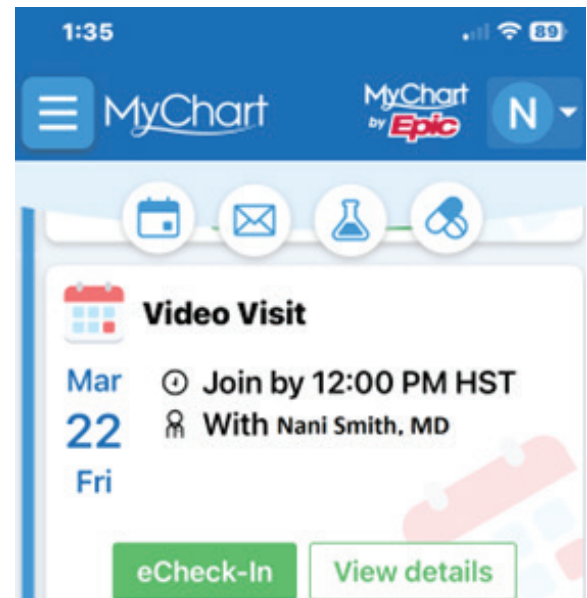 1:35 89
MyChart MyChart by Epic N
Video Visit
Mar
22
Fri
Join by 12:00 PM HST
With Nani Smith, MD
eCheck-In View details